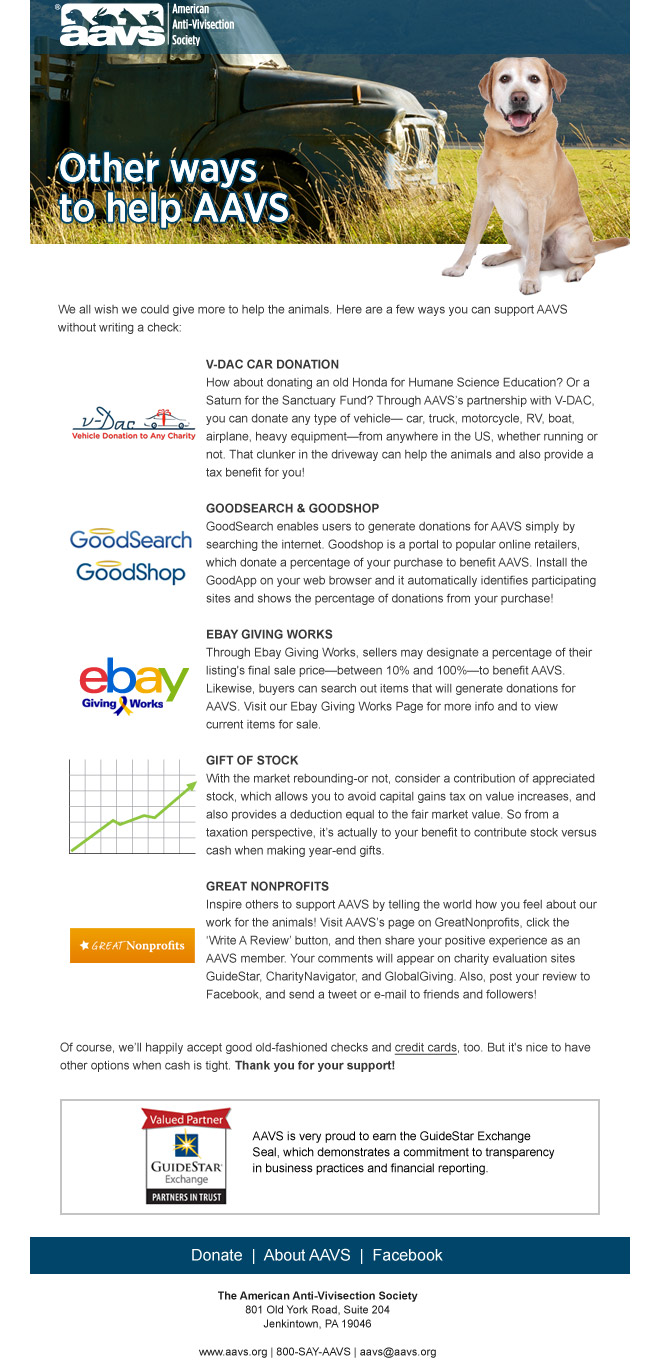 ®
aavs
American
Anti-Vivisection
Society
Other ways
to help AAVS
We all wish we could give more to help the animals. Here are a few ways you can support AAVS
without writing a check:
V-DAC CAR DONATION
How about donating an old Honda for Humane Science Education? Or a
Saturn for the Sanctuary Fund? Through AAVS's partnership with V-DAC,
you can donate any type of vehicle— car, truck, motorcycle, RV, boat,
airplane, heavy equipment—from anywhere in the US, whether running or
not. That clunker in the driveway can help the animals and also provide a
tax benefit for you!
v-Dac
Vehicle Donation to Any Charity
GOODSEARCH & GOODSHOP
GoodSearch enables users to generate donations for AAVS simply by
searching the internet. Goodshop is a portal to popular online retailers,
which donate a percentage of your purchase to benefit AAVS. Install the
GoodApp on your web browser and it automatically identifies participating
sites and shows the percentage of donations from your purchase!
GoodSearch
GoodShop
EBAY GIVING WORKS
Through Ebay Giving Works, sellers may designate a percentage of their
listing's final sale price—between 10% and 100%—to benefit AAVS.
Likewise, buyers can search out items that will generate donations for
AAVS. Visit our Ebay Giving Works Page for more info and to view
current items for sale.
ebay
Giving Works
GIFT OF STOCK
With the market rebounding-or not, consider a contribution of appreciated
stock, which allows you to avoid capital gains tax on value increases, and
also provides a deduction equal to the fair market value. So from a
taxation perspective, it's actually to your benefit to contribute stock versus
cash when making year-end gifts.
GREAT NONPROFITS
Inspire others to support AAVS by telling the world how you feel about our
work for the animals! Visit AAVS's page on GreatNonprofits, click the
'Write A Review' button, and then share your positive experience as an
AAVS member. Your comments will appear on charity evaluation sites
GuideStar, CharityNavigator, and GlobalGiving. Also, post your review to
Facebook, and send a tweet or e-mail to friends and followers!
GREAT Nonprofits
Of course, we'll happily accept good old-fashioned checks and credit cards, too. But it's nice to have
other options when cash is tight. Thank you for your support!
Valued Partner
GUIDESTAR
Exchange
PARTNERS IN TRUST
AAVS is very proud to earn the GuideStar Exchange
Seal, which demonstrates a commitment to transparency
in business practices and financial reporting.
Donate | About AAVS | Facebook
The American Anti-Vivisection Society
801 Old York Road, Suite 204
Jenkintown, PA 19046
www.aavs.org | 800-SAY-AAVS | aavs@aavs.org